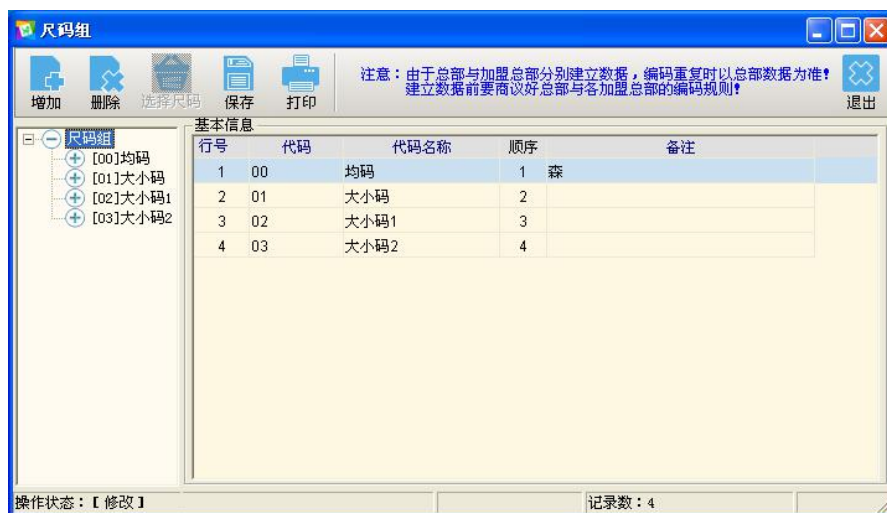 尺码组
增加 删除 选择尺码 保存 打印
注意：由于总部与加盟总部分别建立数据，编码重复时以总部数据为准！
建立数据前要商议好总部与各加盟总部的编码规则！
退出
尺码组
[00]均码
[01]大小码
[02]大小码1
[03]大小码2
基本信息
行号 代码 代码名称 顺序 备注
1 00 均码 1 森
2 01 大小码 2
3 02 大小码1 3
4 03 大小码2 4
操作状态：【修改】 记录数：4